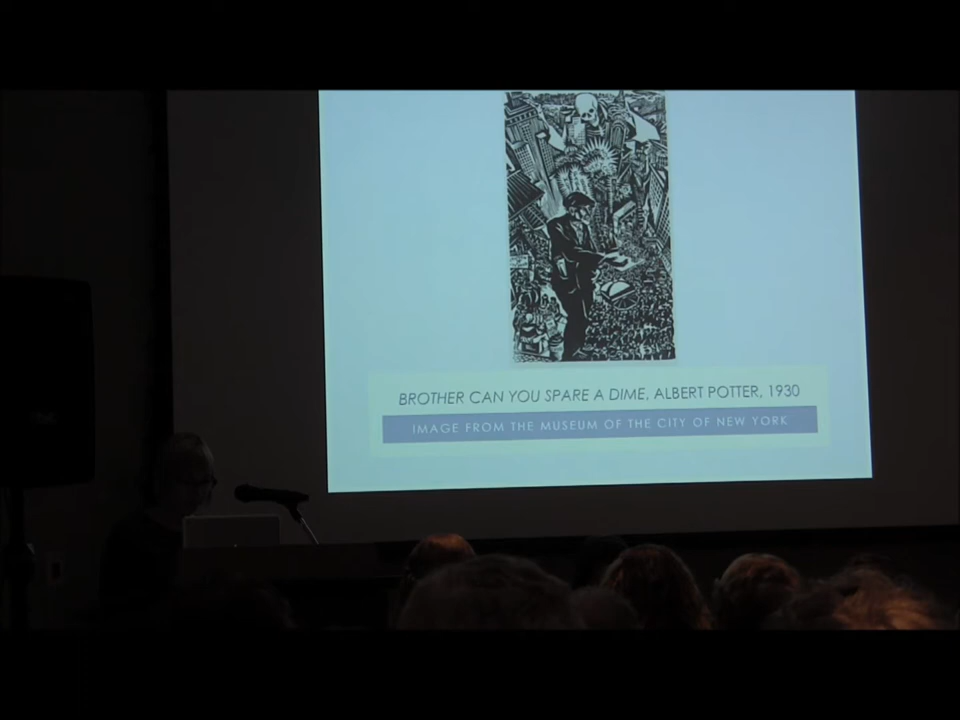 BROTHER CAN YOU SPARE A DIME, ALBERT POTTER, 1930
IMAGE FROM THE MUSEUM OF THE CITY OF NEW YORK